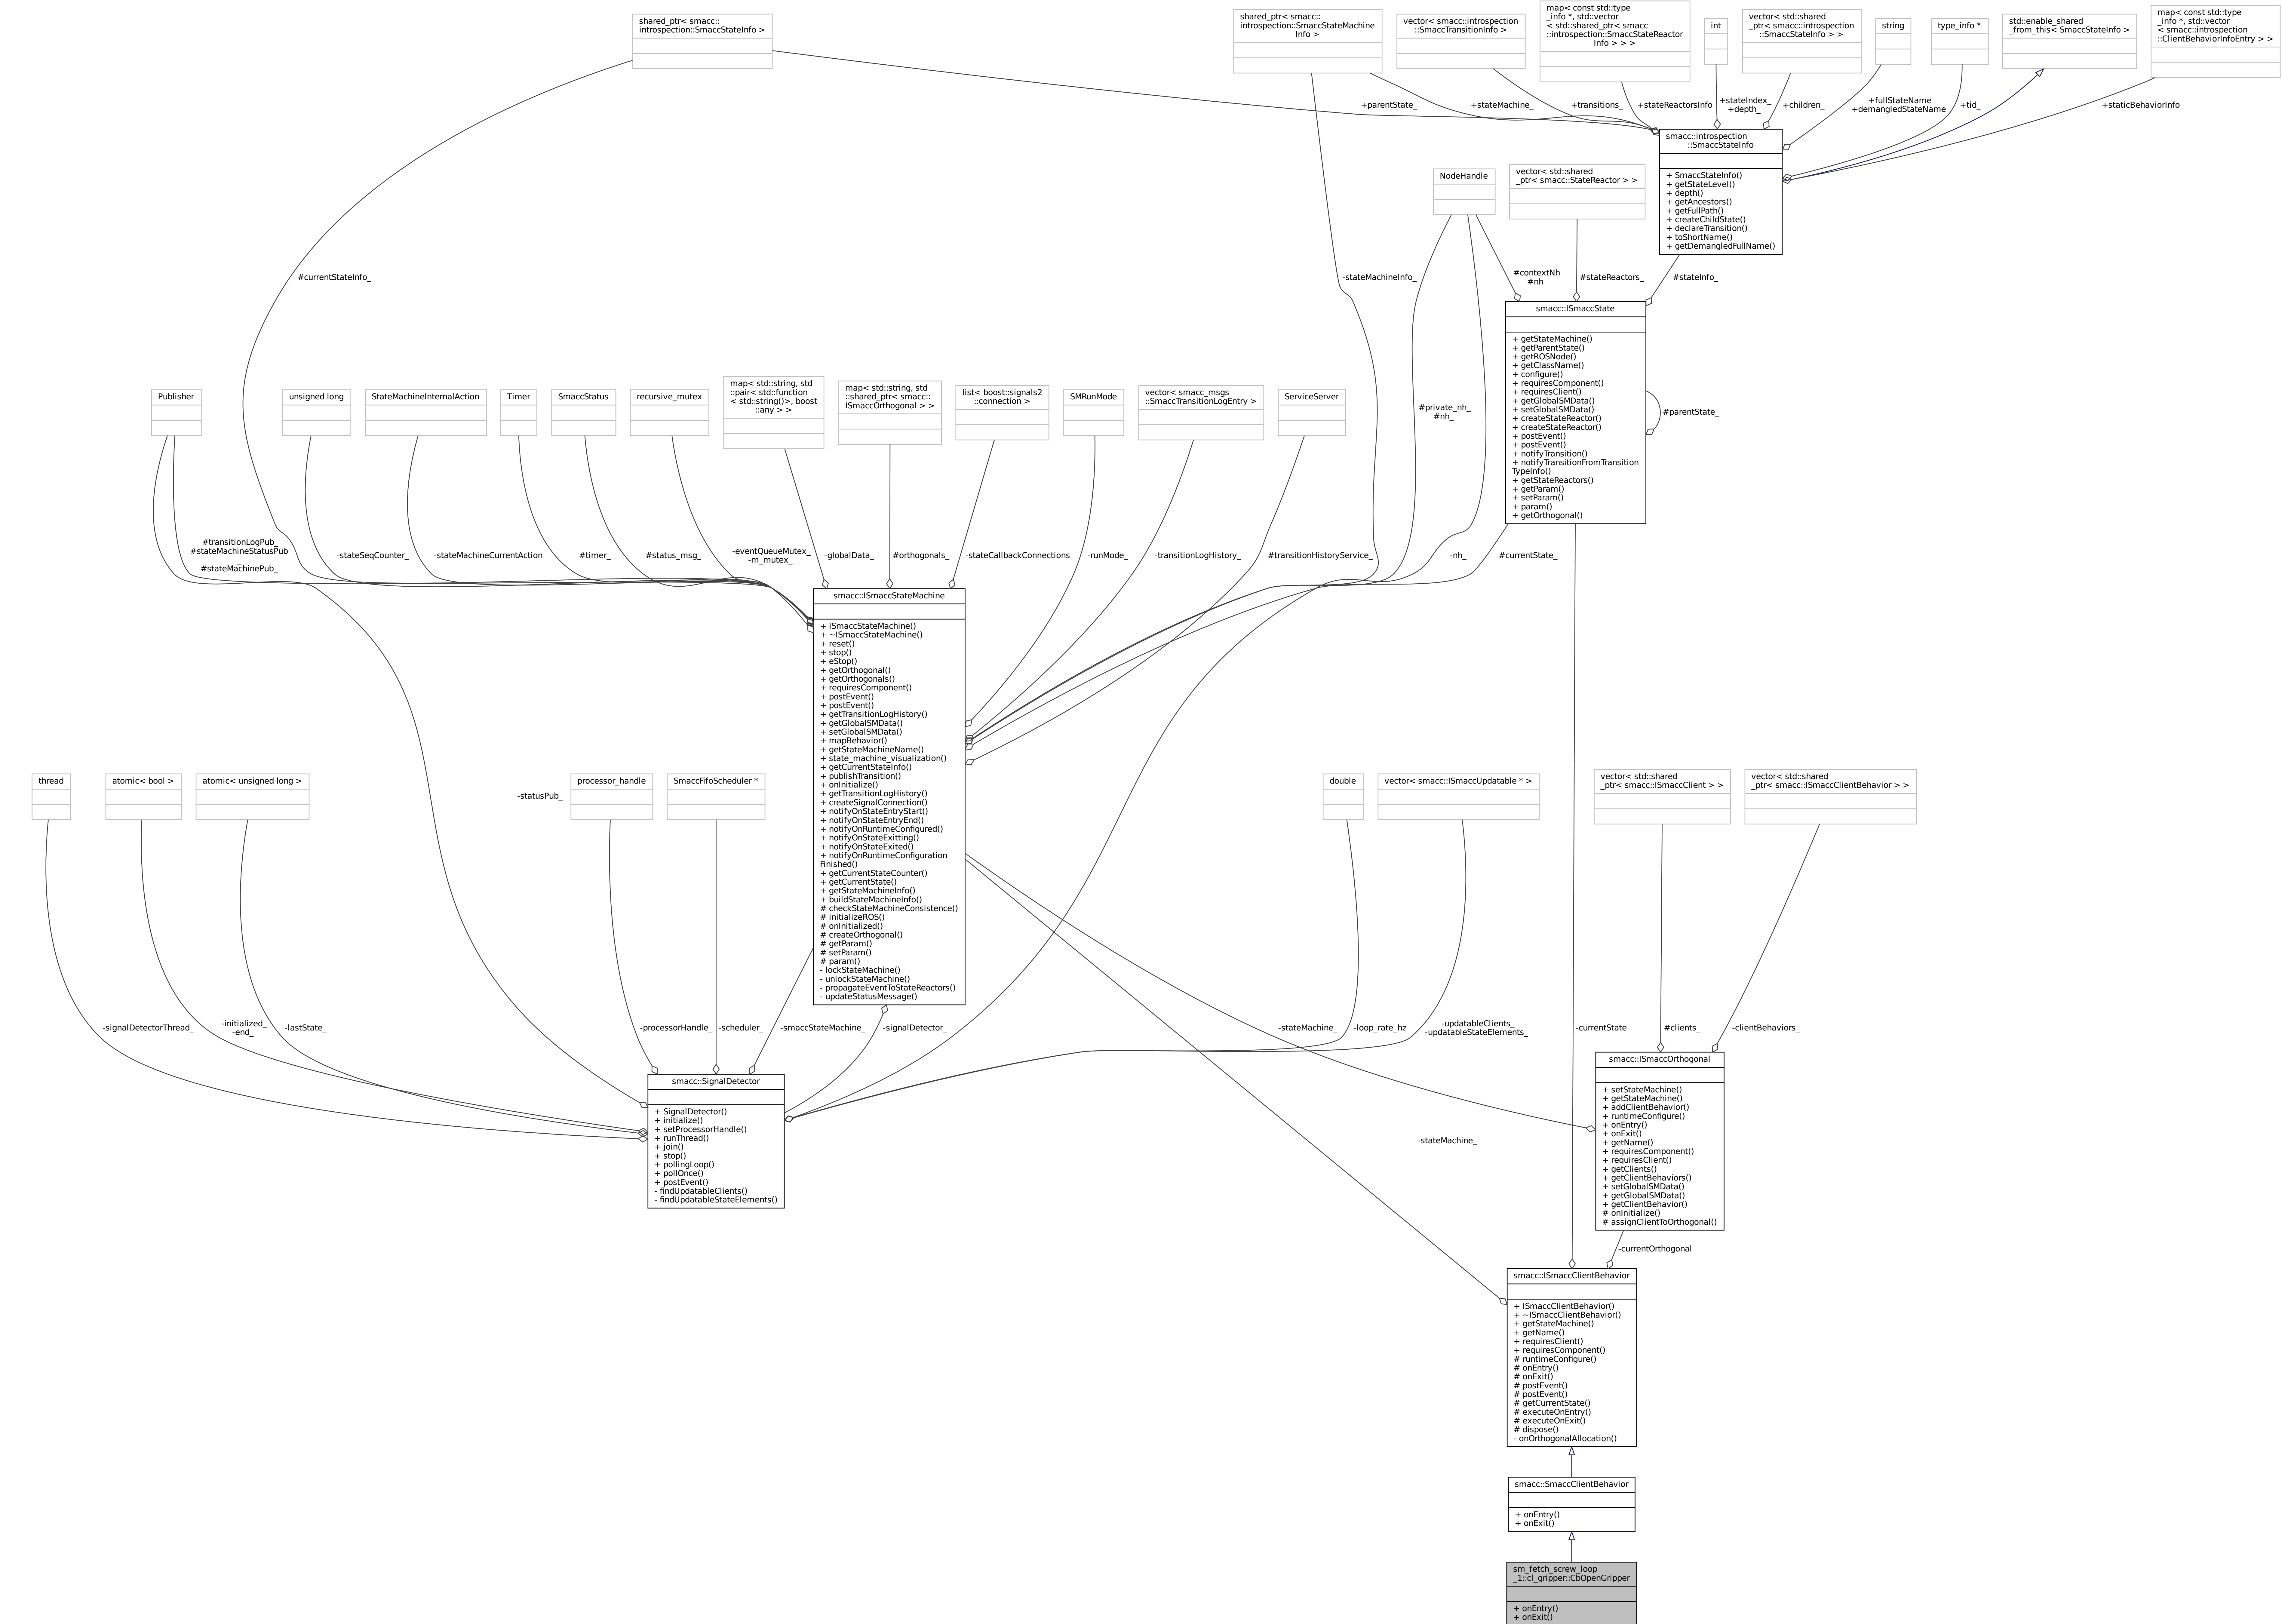 shared_ptr< smacc::
introspection::SmaccStateInfo >
shared_ptr< smacc::
introspection::SmaccStateMachine
Info >
vector< smacc::introspection
::SmaccTransitionInfo >
map< const std::type
_info *, std::vector
< std::shared_ptr< smacc
::introspection::SmaccStateReactor
Info > > >
int
vector< std::shared
_ptr< smacc::introspection
::SmaccStateInfo > >
string
type_info *
std::enable_shared
_from_this< SmaccStateInfo >
map< const std::type
_info *, std::vector
< smacc::introspection
::ClientBehaviorInfoEntry > >
+parentState_
+stateMachine_
+transitions_
+stateReactorsInfo
+stateIndex_
+depth_
+children_
+fullStateName
+demangledStateName
+tid_
+staticBehaviorInfo
smacc::introspection
::SmaccStateInfo
+ SmaccStateInfo()
+ getStateLevel()
+ depth()
+ getAncestors()
+ getFullPath()
+ createChildState()
+ declareTransition()
+ toShortName()
+ getDemangledFullName()
NodeHandle
vector< std::shared
_ptr< smacc::StateReactor > >
#currentStateInfo_
-stateMachineInfo_
#contextNh
#nh
#stateReactors_
#stateInfo_
smacc::ISmaccState
+ getStateMachine()
+ getParentState()
+ getROSNode()
+ getClassName()
+ configure()
+ requiresComponent()
+ requiresClient()
+ getGlobalSMData()
+ setGlobalSMData()
+ createStateReactor()
+ createStateReactor()
+ postEvent()
+ postEvent()
+ notifyTransition()
+ notifyTransitionFromTransition
TypeInfo()
+ getStateReactors()
+ getParam()
+ setParam()
+ param()
+ getOrthogonal()
#parentState_
#private_nh_
#nh_
Publisher
unsigned long
StateMachineInternalAction
Timer
SmaccStatus
recursive_mutex
map< std::string, std
::pair< std::function
< std::string()>, boost
::any > >
map< std::string, std
::shared_ptr< smacc::
ISmaccOrthogonal > >
list< boost::signals2
::connection >
SMRunMode
vector< smacc_msgs
::SmaccTransitionLogEntry >
ServiceServer
#transitionLogPub_
#stateMachineStatusPub
_
#stateMachinePub_
-stateSeqCounter_
-stateMachineCurrentAction
#timer_
#status_msg_
-eventQueueMutex_
-m_mutex_
-globalData_
#orthogonals_
-stateCallbackConnections
-runMode_
-transitionLogHistory_
#transitionHistoryService_
-nh_
#currentState_
smacc::ISmaccStateMachine
+ ISmaccStateMachine()
+ ~ISmaccStateMachine()
+ reset()
+ stop()
+ eStop()
+ getOrthogonal()
+ getOrthogonals()
+ requiresComponent()
+ postEvent()
+ postEvent()
+ getTransitionLogHistory()
+ getGlobalSMData()
+ setGlobalSMData()
+ mapBehavior()
+ getStateMachineName()
+ state_machine_visualization()
+ getCurrentStateInfo()
+ publishTransition()
+ onInitialize()
+ getTransitionLogHistory()
+ createSignalConnection()
+ notifyOnStateEntryStart()
+ notifyOnStateEntryEnd()
+ notifyOnRuntimeConfigured()
+ notifyOnStateExitting()
+ notifyOnStateExited()
+ notifyOnRuntimeConfiguration
Finished()
+ getCurrentStateCounter()
+ getCurrentState()
+ getStateMachineInfo()
+ buildStateMachineInfo()
# checkStateMachineConsistence()
# initializeROS()
# onInitialized()
# createOrthogonal()
# getParam()
# setParam()
# param()
- lockStateMachine()
- unlockStateMachine()
- propagateEventToStateReactors()
- updateStatusMessage()
thread
atomic< bool >
atomic< unsigned long >
-statusPub_
processor_handle
SmaccFifoScheduler *
double
vector< smacc::ISmaccUpdatable * >
vector< std::shared
_ptr< smacc::ISmaccClient > >
vector< std::shared
_ptr< smacc::ISmaccClientBehavior > >
-signalDetectorThread_
-initialized_
-end_
-lastState_
-processorHandle_
-scheduler_
-smaccStateMachine_
-signalDetector_
-stateMachine_
-loop_rate_hz
-updatableClients_
-updatableStateElements_
-currentState
#clients_
-clientBehaviors_
smacc::SignalDetector
+ SignalDetector()
+ initialize()
+ setProcessorHandle()
+ runThread()
+ join()
+ stop()
+ pollingLoop()
+ pollOnce()
+ postEvent()
- findUpdatableClients()
- findUpdatableStateElements()
smacc::ISmaccOrthogonal
+ setStateMachine()
+ getStateMachine()
+ addClientBehavior()
+ runtimeConfigure()
+ onEntry()
+ onExit()
+ getName()
+ requiresComponent()
+ requiresClient()
+ getClients()
+ getClientBehaviors()
+ setGlobalSMData()
+ getGlobalSMData()
+ getClientBehavior()
# onInitialize()
# assignClientToOrthogonal()
-stateMachine_
-currentOrthogonal
smacc::ISmaccClientBehavior
+ ISmaccClientBehavior()
+ ~ISmaccClientBehavior()
+ getStateMachine()
+ getName()
+ requiresClient()
+ requiresComponent()
# runtimeConfigure()
# onEntry()
# onExit()
# postEvent()
# postEvent()
# getCurrentState()
# executeOnEntry()
# executeOnExit()
# dispose()
- onOrthogonalAllocation()
smacc::SmaccClientBehavior
+ onEntry()
+ onExit()
sm_fetch_screw_loop
_1::cl_gripper::CbOpenGripper
+ onEntry()
+ onExit()